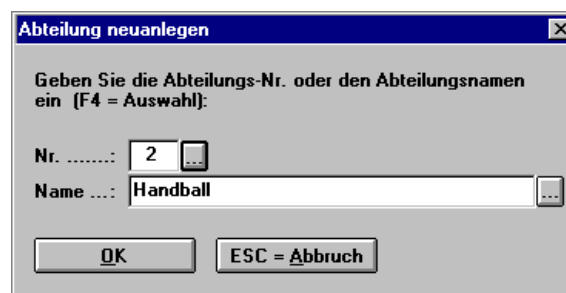 Abteilung neuanlegen
Geben Sie die Abteilungs-Nr. oder den Abteilungsnamen
ein (F4 = Auswahl):
Nr. .......: 2 ...
Name ...: Handball ...
OK ESC = Abbruch